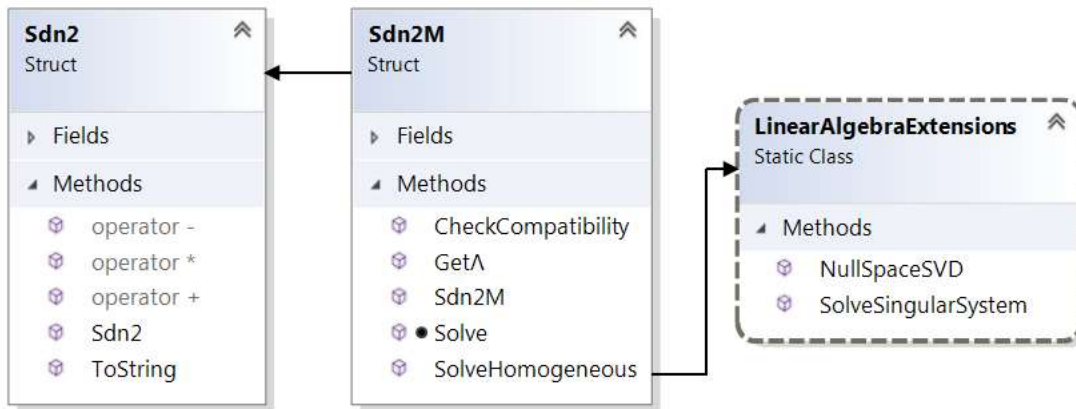 Sdn2
Struct
Fields
Methods
operator -
operator *
operator +
Sdn2
ToString
Sdn2M
Struct
Fields
Methods
CheckCompatibility
GetΛ
Sdn2M
Solve
SolveHomogeneous
LinearAlgebraExtensions
Static Class
Methods
NullSpaceSVD
SolveSingularSystem